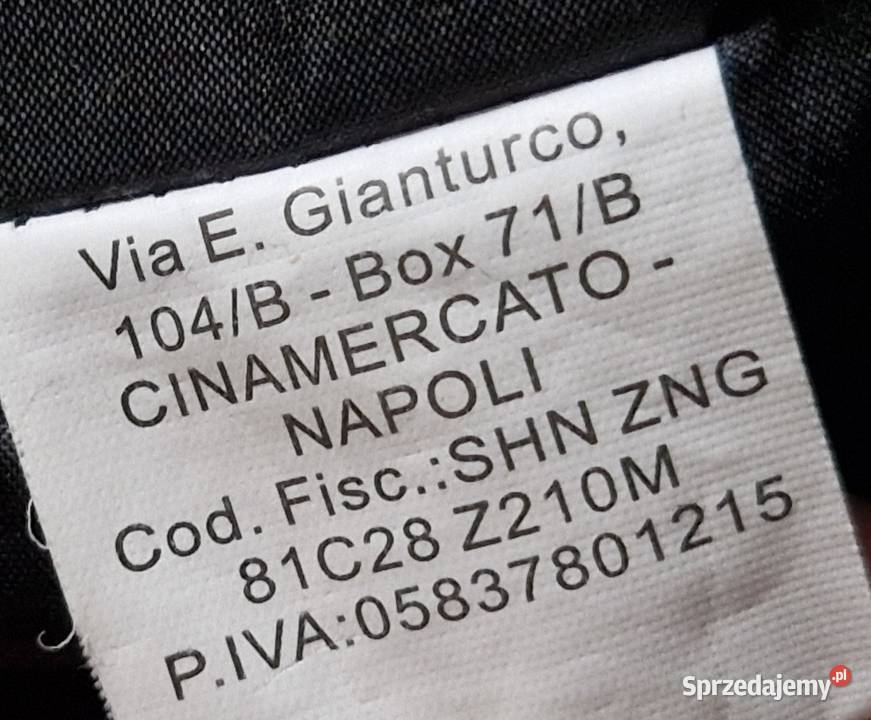 Via E. Gianturco,
104/B - Box 71/B
CINAMERCATO -
NAPOLI
Cod. Fisc.:SHN ZNG
81C28 Z210M
P.IVA:05837801215
Sprzedajemy.pl